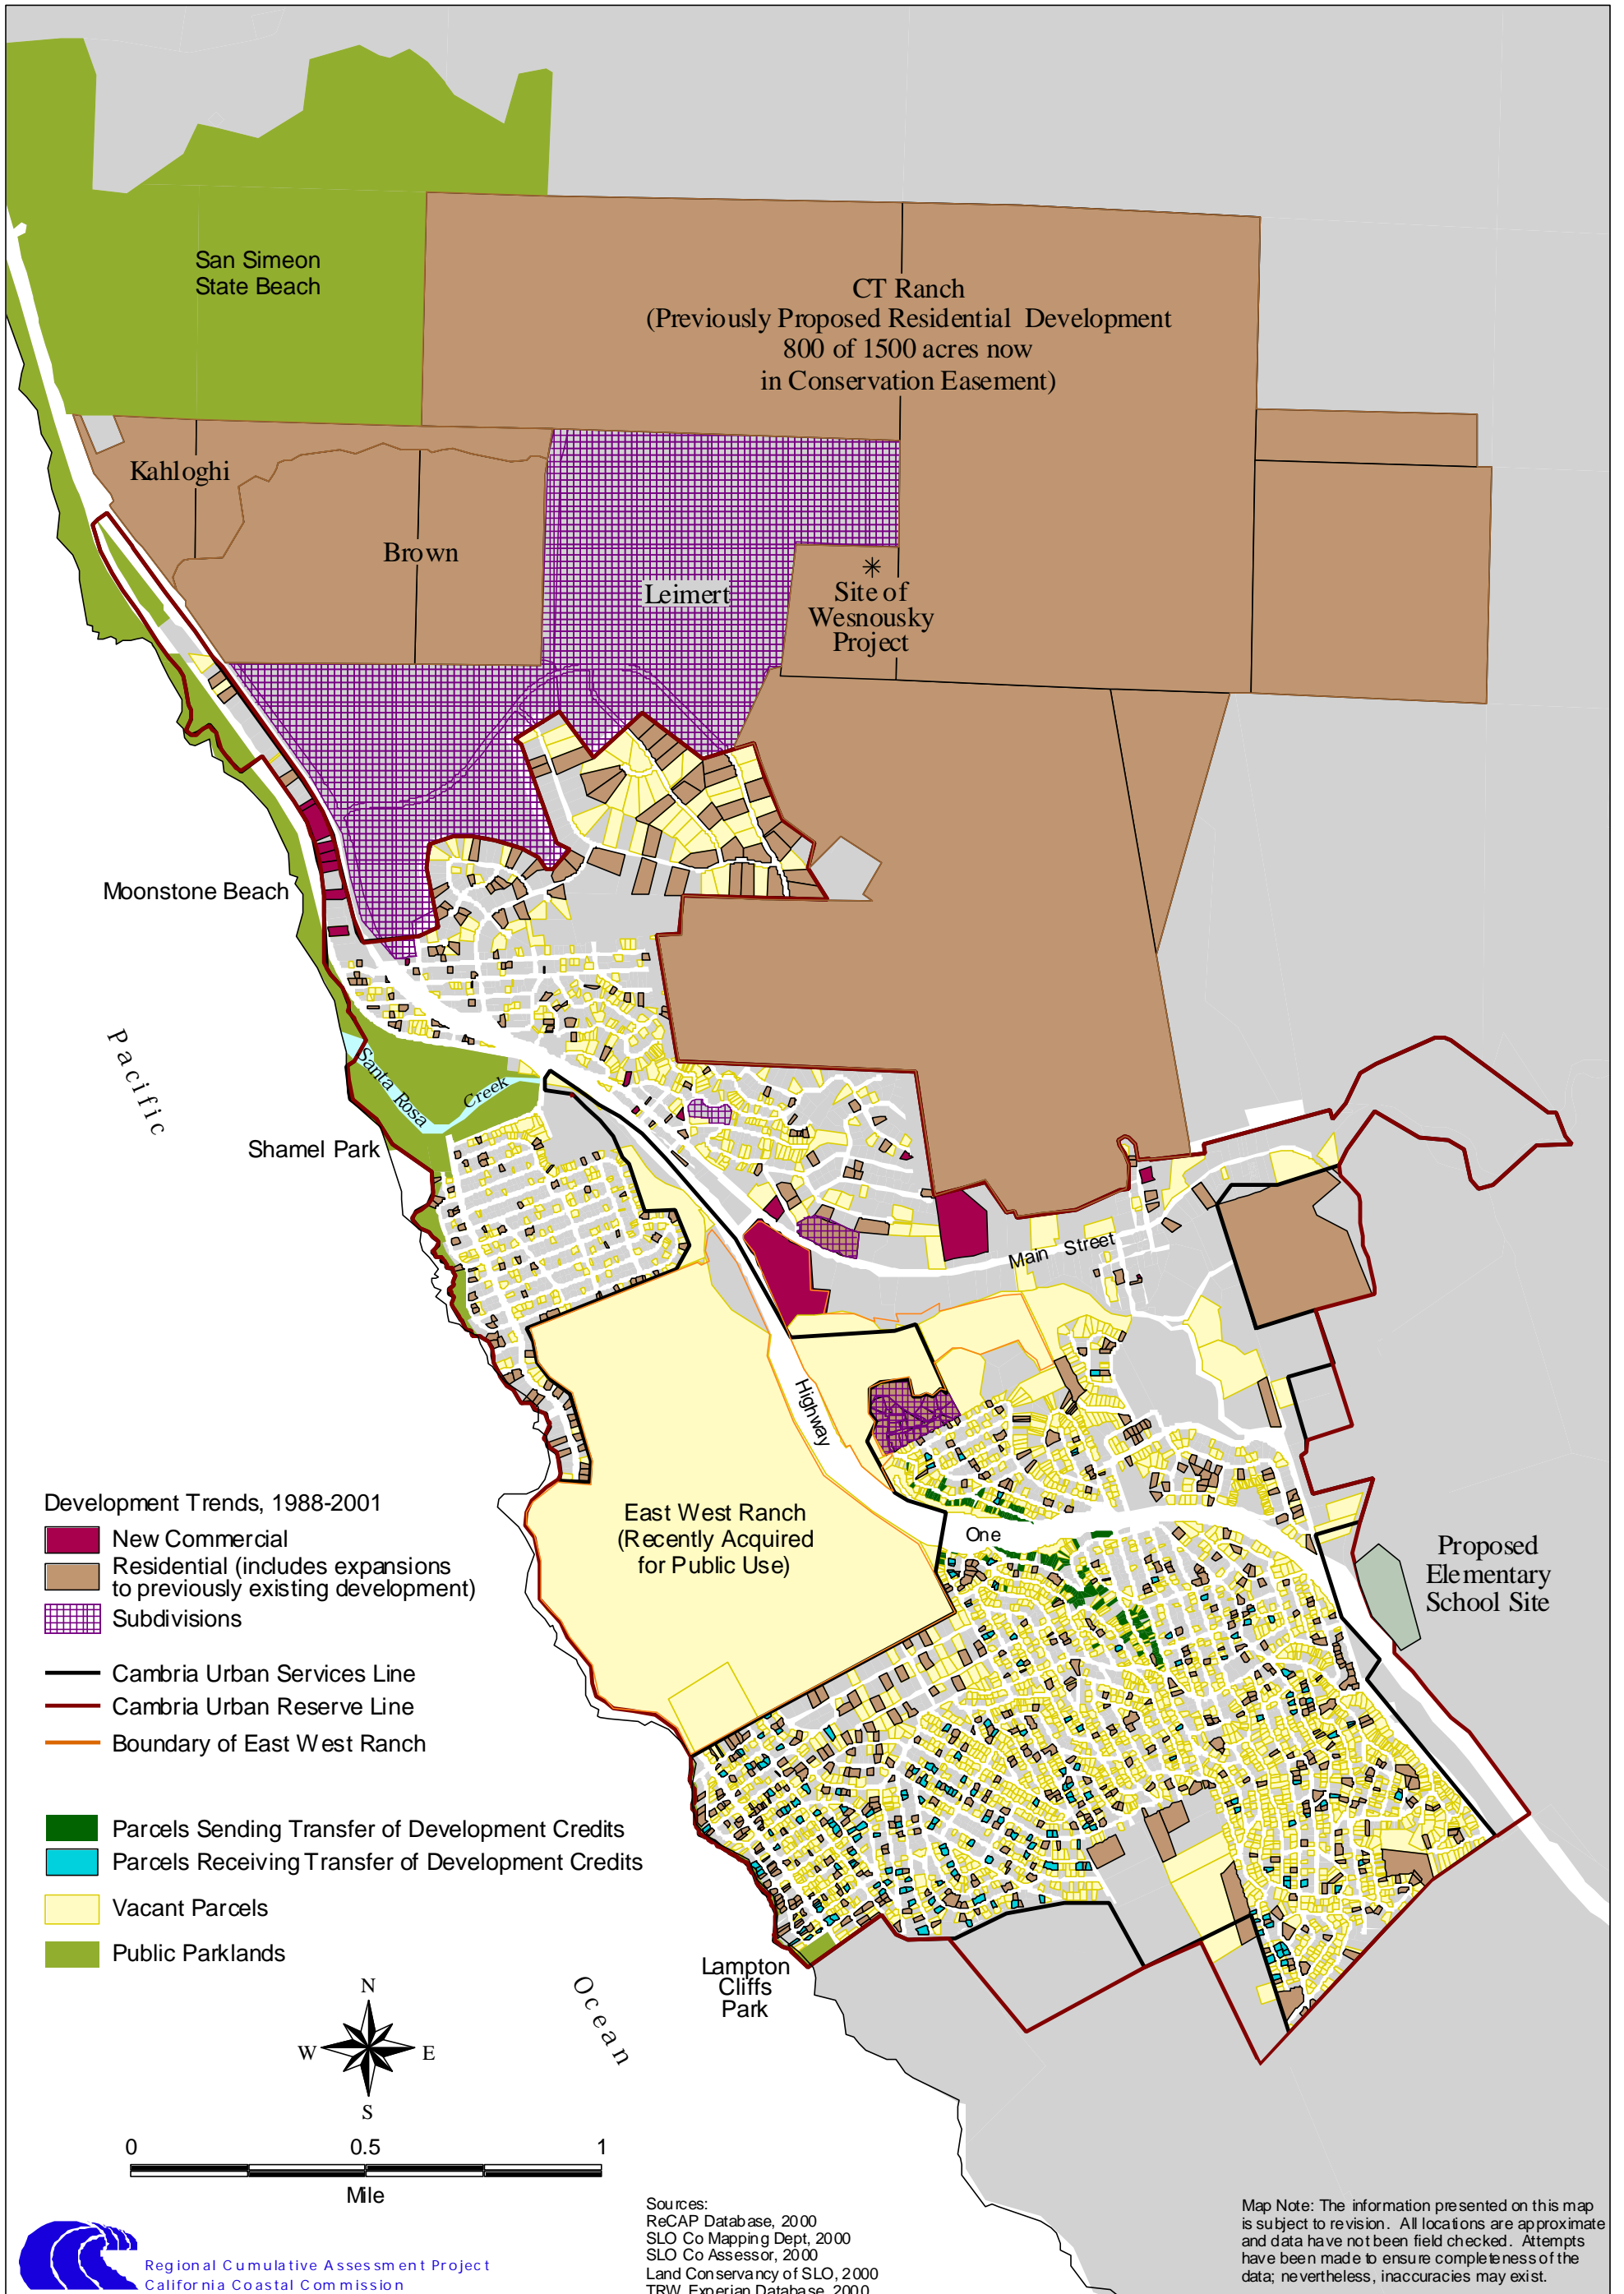 San Simeon
State Beach
CT Ranch
(Previously Proposed Residential Development
800 of 1500 acres now
in Conservation Easement)
Kahloghi
Brown
Leimert
Site of
Wesnousky
Project
Moonstone Beach
Pacific
Santa Rosa
Creek
Shamel Park
Main Street
Highway
One
East West Ranch
(Recently Acquired
for Public Use)
Proposed
Elementary
School Site
Development Trends, 1988-2001
New Commercial
Residential (includes expansions
to previously existing development)
Subdivisions
Cambria Urban Services Line
Cambria Urban Reserve Line
Boundary of East West Ranch
Parcels Sending Transfer of Development Credits
Parcels Receiving Transfer of Development Credits
Vacant Parcels
Public Parklands
Lampton
Cliffs
Park
Ocean
N
W
E
S
0 0.5 1
Mile
Regional Cumulative Assessment Project
California Coastal Commission
Sources:
ReCAP Database, 2000
SLO Co Mapping Dept, 2000
SLO Co Assessor, 2000
Land Conservancy of SLO, 2000
TRW Experian Database, 2000
Map Note: The information presented on this map
is subject to revision. All locations are approximate
and data have not been field checked. Attempts
have been made to ensure completeness of the
data; nevertheless, inaccuracies may exist.